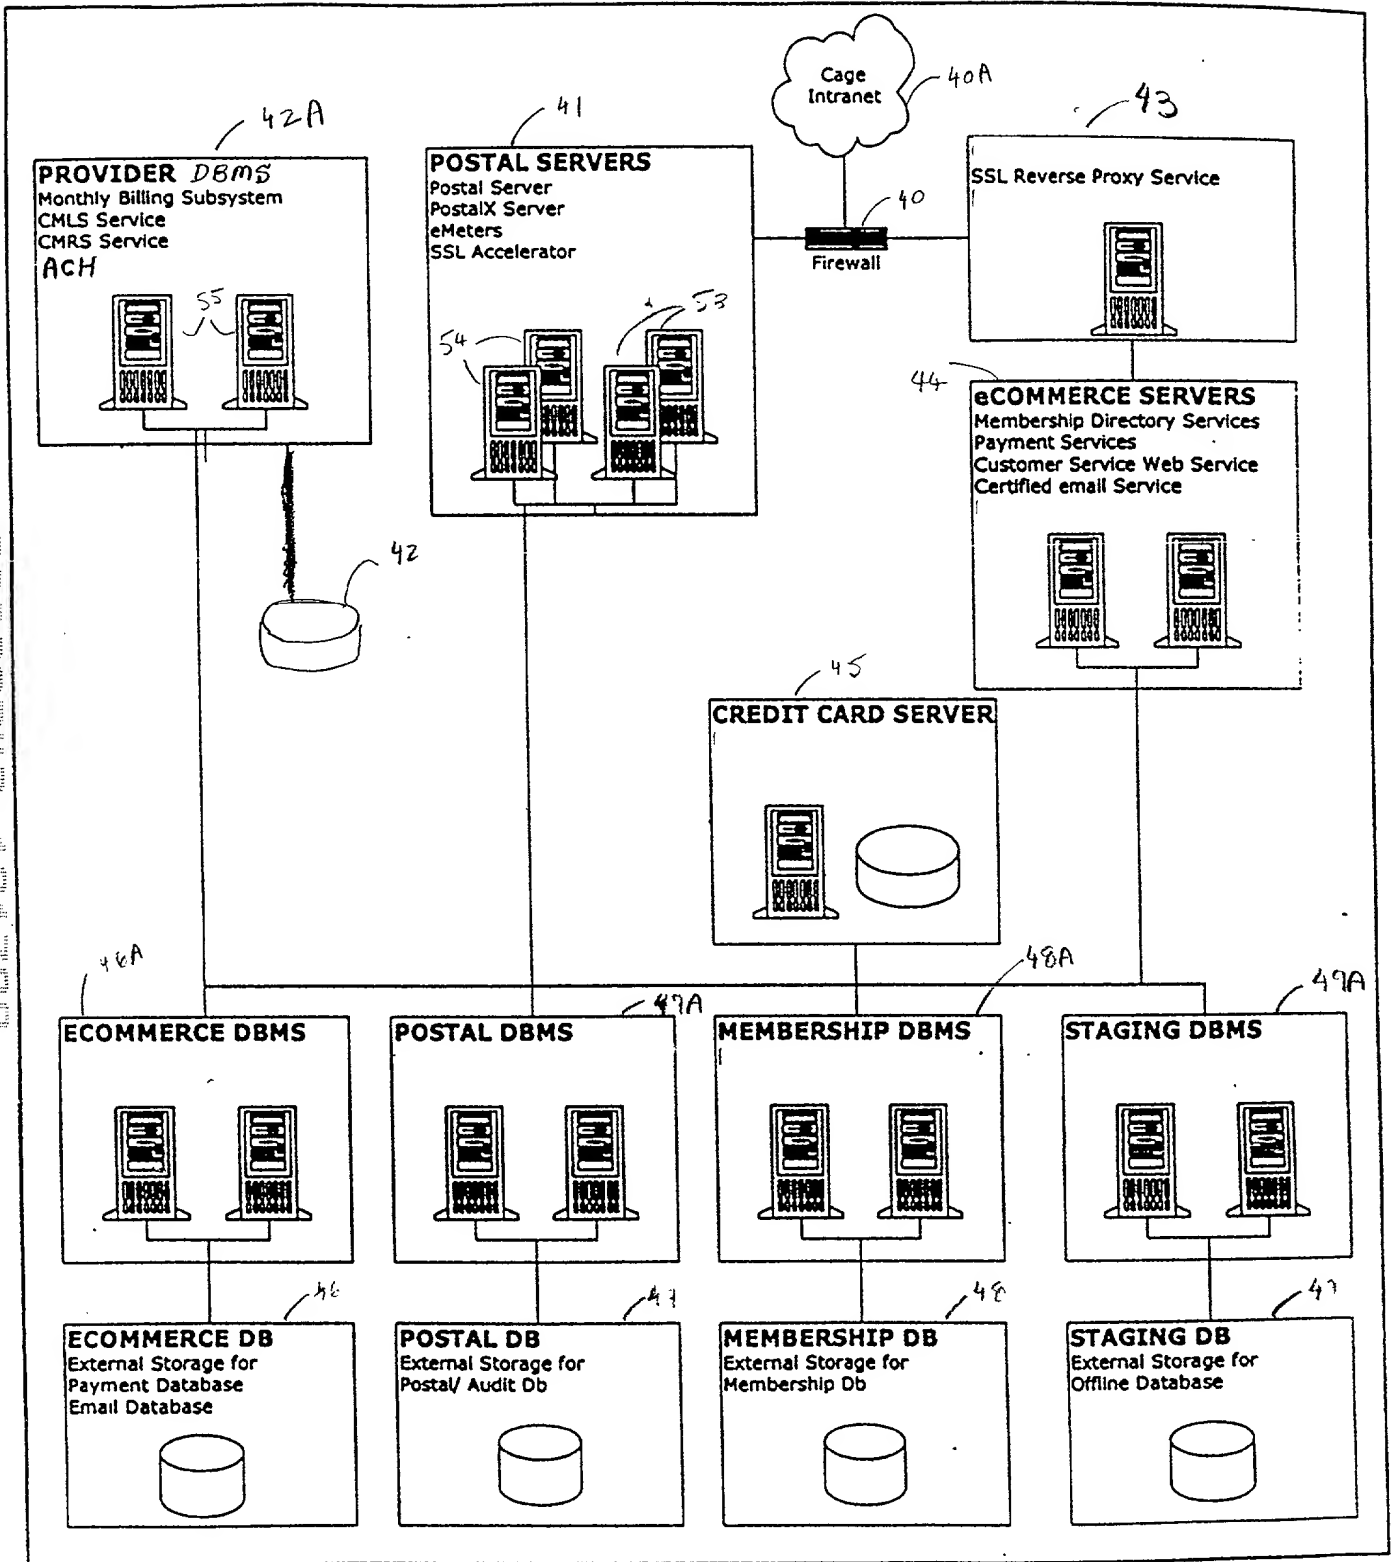 Cage
Intranet
40A
42A
41
43
PROVIDER DBMS
Monthly Billing Subsystem
CMLS Service
CMRS Service
ACH
55
POSTAL SERVERS
Postal Server
PostalX Server
eMeters
SSL Accelerator
54
53
40
Firewall
SSL Reverse Proxy Service
44
eCOMMERCE SERVERS
Membership Directory Services
Payment Services
Customer Service Web Service
Certified email Service
42
45
CREDIT CARD SERVER
46A
47A
48A
49A
ECOMMERCE DBMS
POSTAL DBMS
MEMBERSHIP DBMS
STAGING DBMS
46
47
48
ECOMMERCE DB
External Storage for
Payment Database
Email Database
POSTAL DB
External Storage for
Postal/ Audit Db
MEMBERSHIP DB
External Storage for
Membership Db
STAGING DB
External Storage for
Offline Database